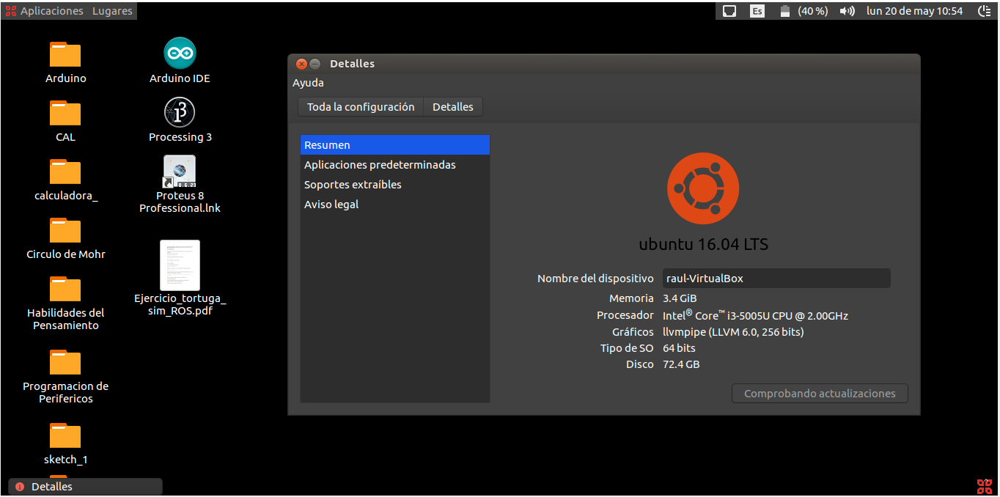 Aplicaciones Lugares
Es (40 %) lun 20 de may 10:54
Arduino
CAL
calculadora_
Circulo de Mohr
Habilidades del
Pensamiento
Programacion de
Perifericos
sketch_1
Arduino IDE
Processing 3
8.6.23
Proteus 8
Professional.lnk
Ejercicio_tortuga_
sim_ROS.pdf
Detalles
Ayuda
Toda la configuración Detalles
Resumen
Aplicaciones predeterminadas
Soportes extraíbles
Aviso legal
ubuntu 16.04 LTS
Nombre del dispositivo raul-VirtualBox
Memoria 3.4 GiB
Procesador Intel® Core™ i3-5005U CPU @ 2.00GHz
Gráficos llvmpipe (LLVM 6.0, 256 bits)
Tipo de SO 64 bits
Disco 72.4 GB
Comprobando actualizaciones
Detalles